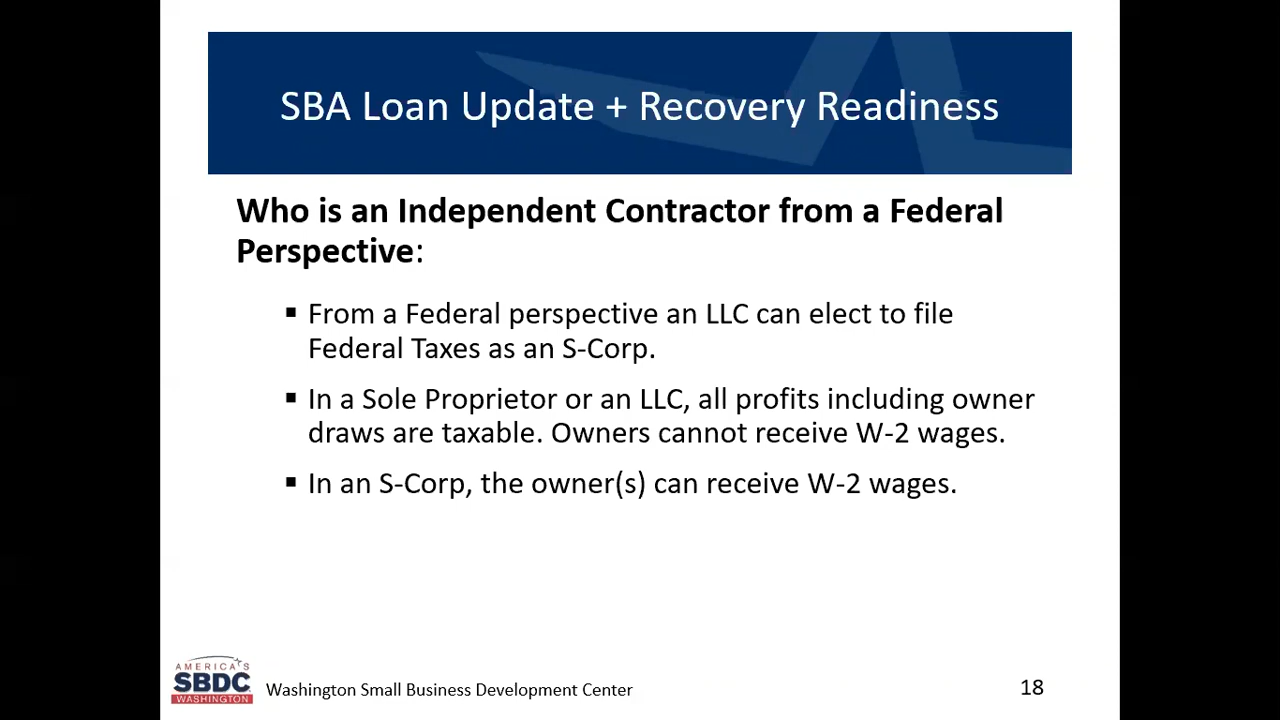 SBA Loan Update + Recovery Readiness
Who is an Independent Contractor from a Federal
Perspective:
▪ From a Federal perspective an LLC can elect to file
Federal Taxes as an S-Corp.
▪ In a Sole Proprietor or an LLC, all profits including owner
draws are taxable. Owners cannot receive W-2 wages.
▪ In an S-Corp, the owner(s) can receive W-2 wages.
AMERICA'S
SBDC
WASHINGTON
Washington Small Business Development Center
18